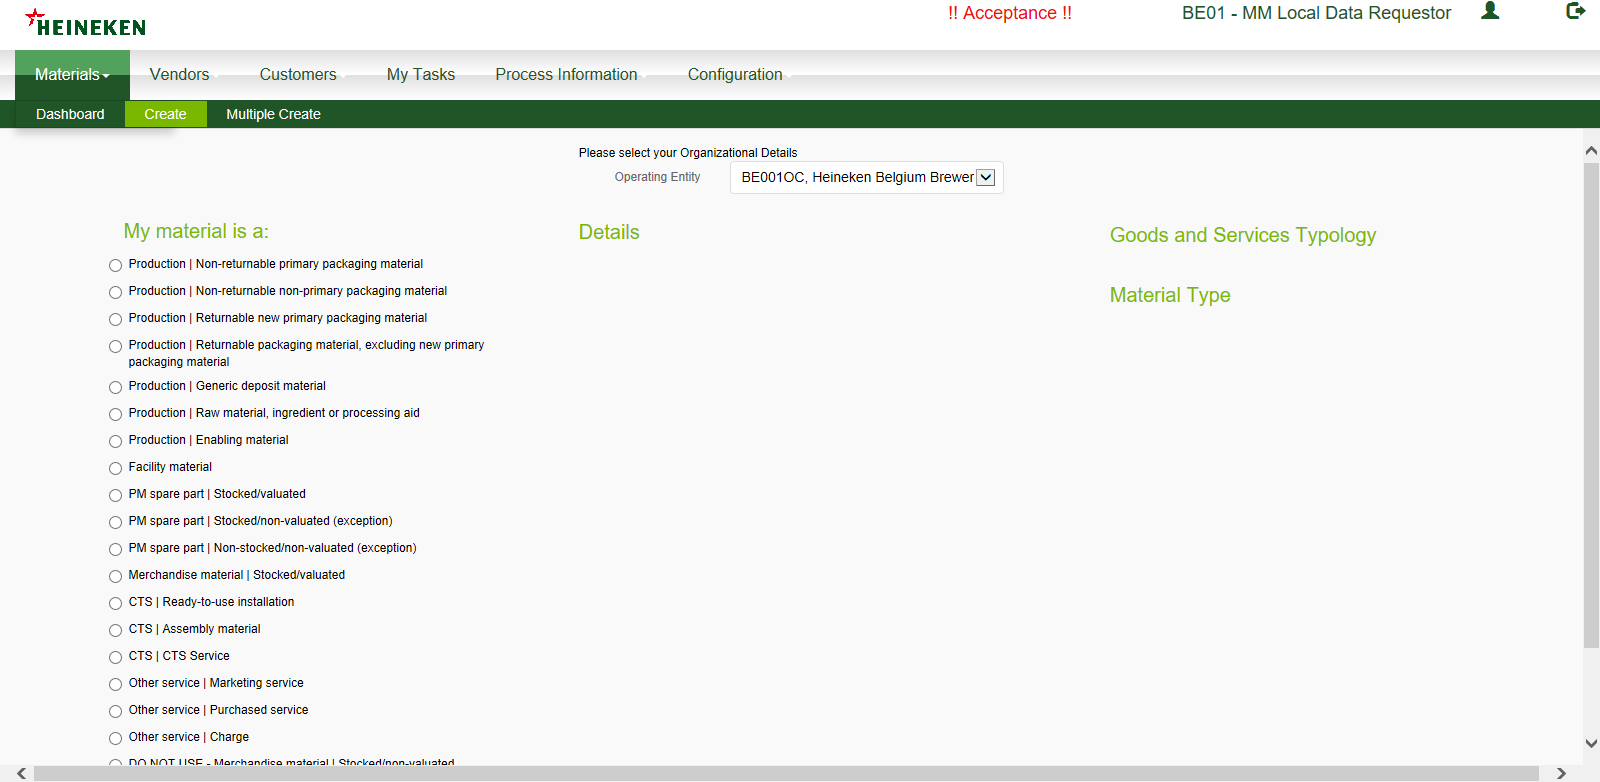 HEINEKEN
!! Acceptance !!
BE01 - MM Local Data Requestor
Materials
Vendors
Customers
My Tasks
Process Information
Configuration
Dashboard
Create
Multiple Create
Please select your Organizational Details
Operating Entity
BE001OC, Heineken Belgium Brewer
My material is a:
Production | Non-returnable primary packaging material
Production | Non-returnable non-primary packaging material
Production | Returnable new primary packaging material
Production | Returnable packaging material, excluding new primary
packaging material
Production | Generic deposit material
Production | Raw material, ingredient or processing aid
Production | Enabling material
Facility material
PM spare part | Stocked/valuated
PM spare part | Stocked/non-valuated (exception)
PM spare part | Non-stocked/non-valuated (exception)
Merchandise material | Stocked/valuated
CTS | Ready-to-use installation
CTS | Assembly material
CTS | CTS Service
Other service | Marketing service
Other service | Purchased service
Other service | Charge
DO NOT USE - Merchandise material | Stocked/non-valuated
Details
Goods and Services Typology
Material Type